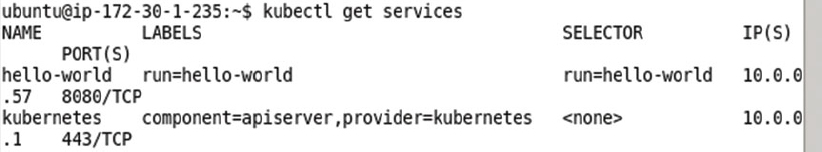 ubuntu@ip-172-30-1-235:~$ kubectl get services
NAME LABELS SELECTOR IP(S)
PORT(S)
hello-world run=hello-world run=hello-world 10.0.0
.57 8080/TCP
kubernetes component=apiserver,provider=kubernetes <none> 10.0.0
.1 443/TCP